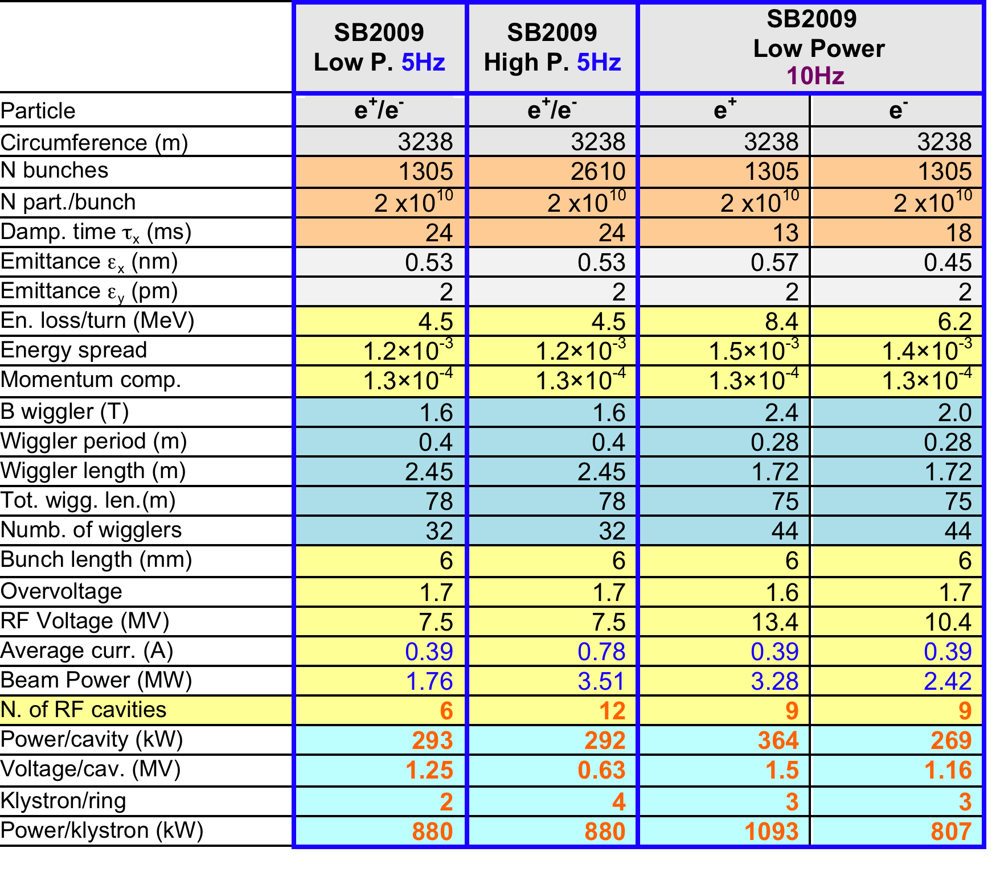 SB2009
Low P. 5Hz
SB2009
High P. 5Hz
SB2009
Low Power
10Hz
Particle e⁺/e⁻ e⁺/e⁻ e⁺ e⁻
Circumference (m) 3238 3238 3238 3238
N bunches 1305 2610 1305 1305
N part./bunch 2 x10¹⁰ 2 x10¹⁰ 2 x10¹⁰ 2 x10¹⁰
Damp. time τₓ (ms) 24 24 13 18
Emittance εₓ (nm) 0.53 0.53 0.57 0.45
Emittance εy (pm) 2 2 2 2
En. loss/turn (MeV) 4.5 4.5 8.4 6.2
Energy spread 1.2×10⁻³ 1.2×10⁻³ 1.5×10⁻³ 1.4×10⁻³
Momentum comp. 1.3×10⁻⁴ 1.3×10⁻⁴ 1.3×10⁻⁴ 1.3×10⁻⁴
B wiggler (T) 1.6 1.6 2.4 2.0
Wiggler period (m) 0.4 0.4 0.28 0.28
Wiggler length (m) 2.45 2.45 1.72 1.72
Tot. wigg. len.(m) 78 78 75 75
Numb. of wigglers 32 32 44 44
Bunch length (mm) 6 6 6 6
Overvoltage 1.7 1.7 1.6 1.7
RF Voltage (MV) 7.5 7.5 13.4 10.4
Average curr. (A) 0.39 0.78 0.39 0.39
Beam Power (MW) 1.76 3.51 3.28 2.42
N. of RF cavities 6 12 9 9
Power/cavity (kW) 293 292 364 269
Voltage/cav. (MV) 1.25 0.63 1.5 1.16
Klystron/ring 2 4 3 3
Power/klystron (kW) 880 880 1093 807